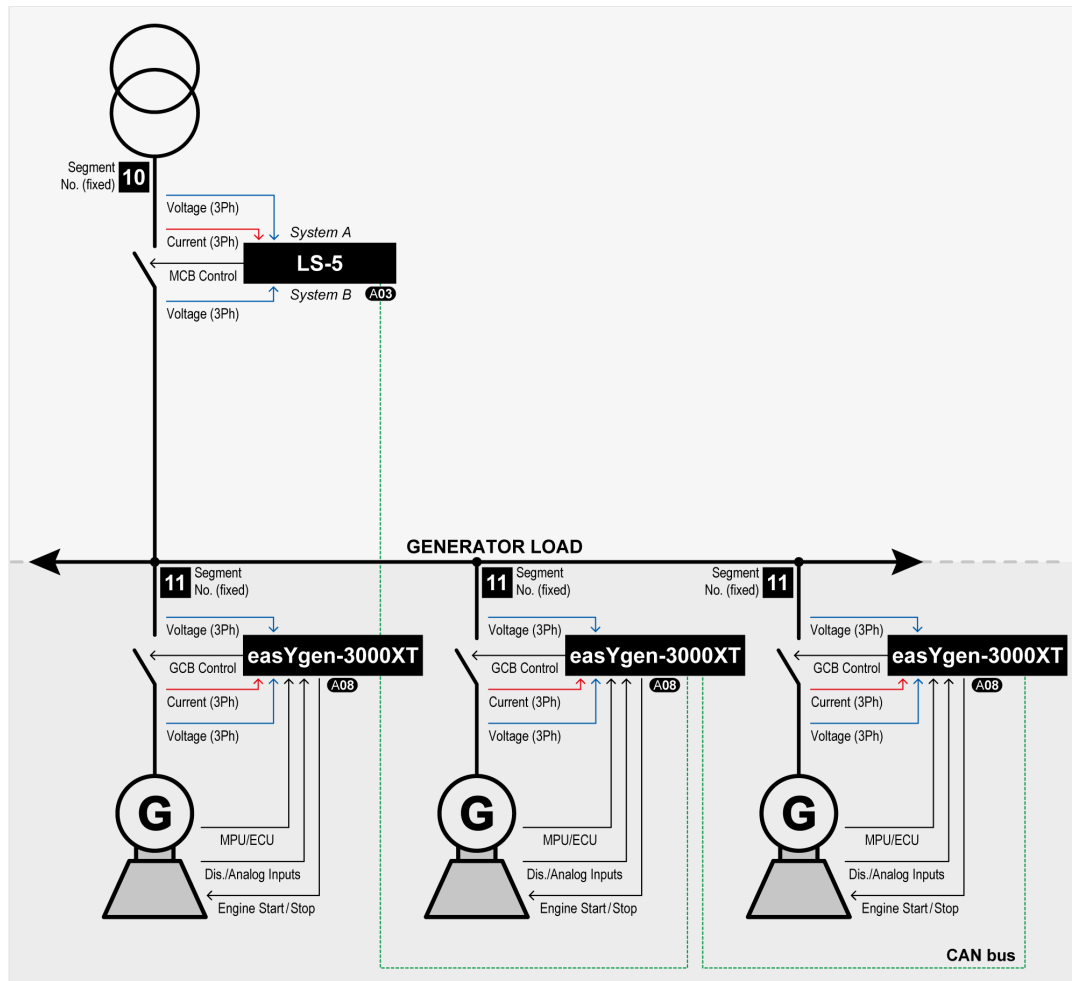 Segment
No. (fixed)
10
Voltage (3Ph)
System A
Current (3Ph)
LS-5
MCB Control
System B
A03
Voltage (3Ph)
GENERATOR LOAD
11
Segment
No. (fixed)
11
Segment
No. (fixed)
Segment
No. (fixed)
11
Voltage (3Ph)
easYgen-3000XT
GCB Control
A08
Current (3Ph)
Voltage (3Ph)
G
MPU/ECU
Dis./Analog Inputs
Engine Start/Stop
Voltage (3Ph)
easYgen-3000XT
GCB Control
A08
Current (3Ph)
Voltage (3Ph)
G
MPU/ECU
Dis./Analog Inputs
Engine Start/Stop
Voltage (3Ph)
easYgen-3000XT
GCB Control
A08
Current (3Ph)
Voltage (3Ph)
G
MPU/ECU
Dis./Analog Inputs
Engine Start/Stop
CAN bus